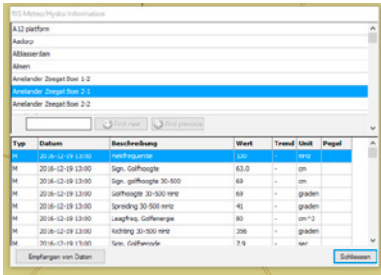 RIS Meteo/Hydro Information
A12 platform
Aadorp
Alblasserdam
Almen
Amelander Zeegat Boei 1-2
Amelander Zeegat Boei 2-1
Amelander Zeegat Boei 2-2
Find next Find previous
Typ Datum Beschreibung Wert Trend Unit Pegel
M 2016-12-19 13:00 Piekfrequentie 100 - mHz
M 2016-12-19 13:00 Sign. Golfhoogte 63.0 - cm
M 2016-12-19 13:00 Sign. golfhoogte 30-500 63 - cm
M 2016-12-19 13:00 Golfhoogte 30-500 mHz 69 - graden
M 2016-12-19 13:00 Spreiding 30-500 mHz 41 - graden
M 2016-12-19 13:00 Laagfreq. Golfenergie 80 - cm^2
M 2016-12-19 13:00 Richting 30-500 mHz 356 - graden
M 2016-12-19 13:00 Sign. Golfperiode 7.9 - sec
Empfangen von Daten Schliessen